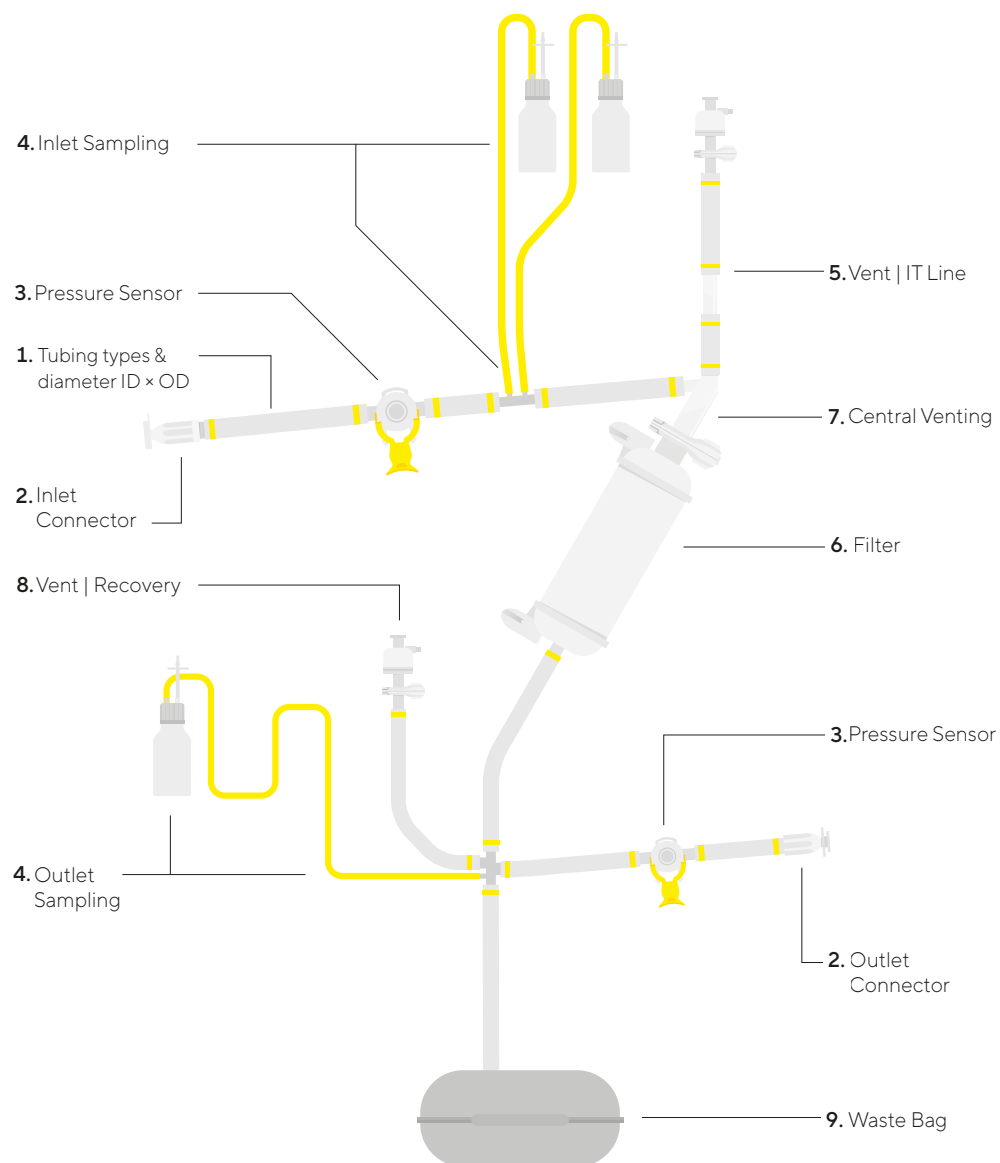 4. Inlet Sampling
3. Pressure Sensor
1. Tubing types &
diameter ID × OD
2. Inlet
Connector
5. Vent | IT Line
7. Central Venting
6. Filter
8. Vent | Recovery
3. Pressure Sensor
4. Outlet
Sampling
2. Outlet
Connector
9. Waste Bag